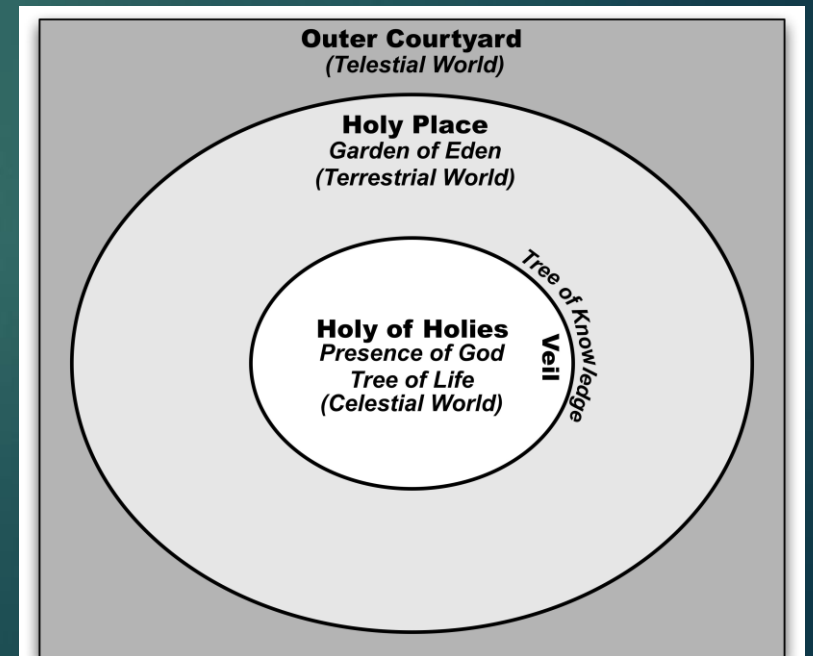 Outer Courtyard
(Telestial World)
Holy Place
Garden of Eden
(Terrestrial World)
Tree of Knowledge
Veil
Holy of Holies
Presence of God
Tree of Life
(Celestial World)